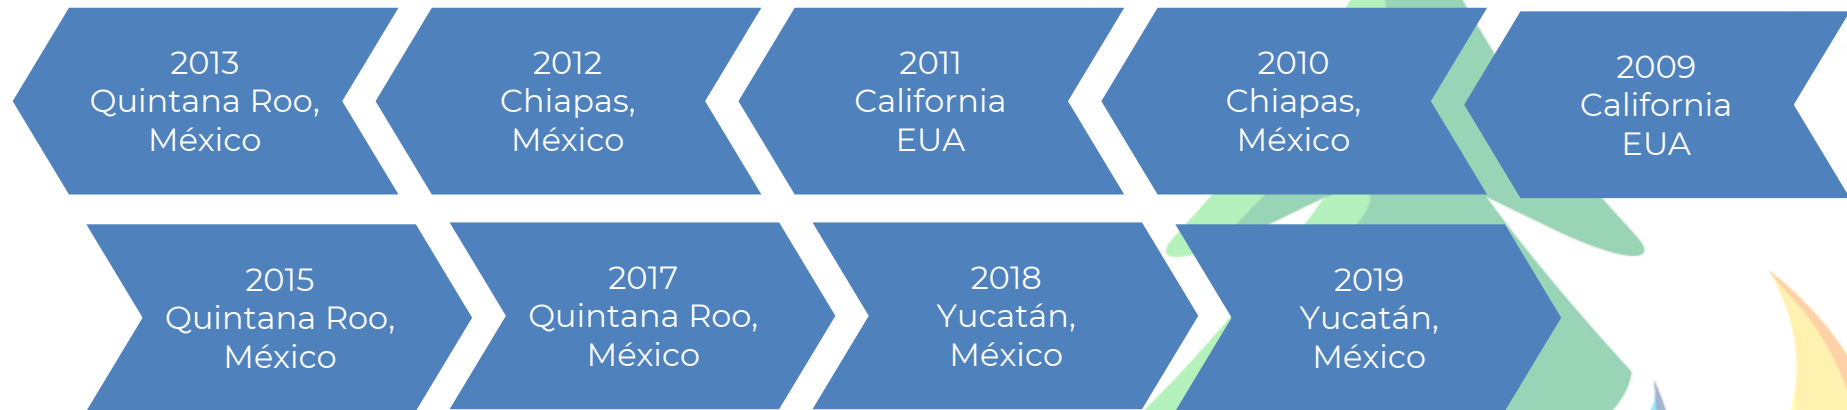 2013
Quintana Roo,
México
2012
Chiapas,
México
2011
California
EUA
2010
Chiapas,
México
2009
California
EUA
2015
Quintana Roo,
México
2017
Quintana Roo,
México
2018
Yucatán,
México
2019
Yucatán,
México